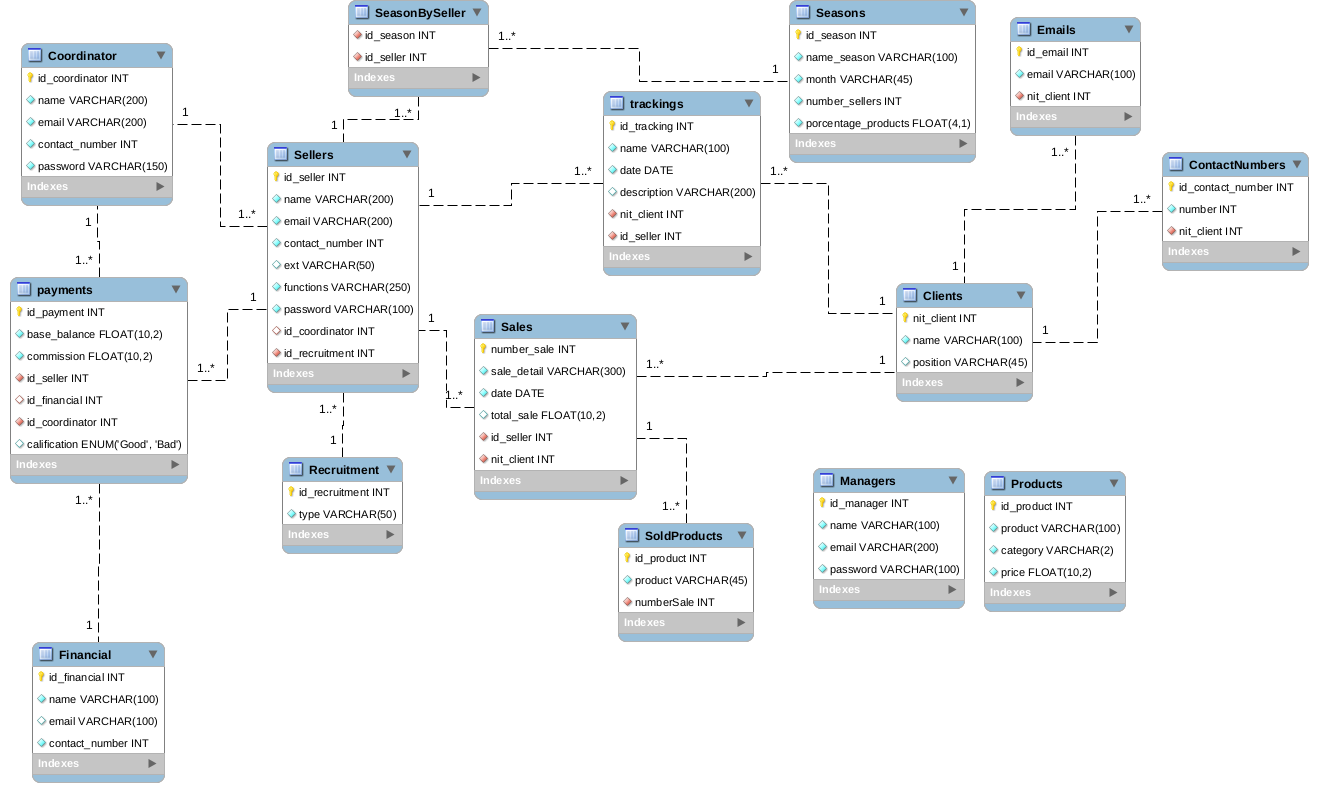 SeasonBySeller
id_season INT
id_seller INT
Indexes
1..*
1
1..*
1
Seasons
id_season INT
name_season VARCHAR(100)
month VARCHAR(45)
number_sellers INT
porcentage_products FLOAT(4,1)
Indexes
Emails
id_email INT
email VARCHAR(100)
nit_client INT
Indexes
1..*
1
Coordinator
id_coordinator INT
name VARCHAR(200)
email VARCHAR(200)
contact_number INT
password VARCHAR(150)
Indexes
1
1..*
1
1..*
trackings
id_tracking INT
name VARCHAR(100)
date DATE
description VARCHAR(200)
nit_client INT
id_seller INT
Indexes
1..*
1
1..*
1
ContactNumbers
id_contact_number INT
number INT
nit_client INT
Indexes
1..*
1
Sellers
id_seller INT
name VARCHAR(200)
email VARCHAR(200)
contact_number INT
ext VARCHAR(50)
functions VARCHAR(250)
password VARCHAR(100)
id_coordinator INT
id_recruitment INT
Indexes
1
1..*
1
1..*
1..*
1
payments
id_payment INT
base_balance FLOAT(10,2)
commission FLOAT(10,2)
id_seller INT
id_financial INT
id_coordinator INT
calification ENUM('Good', 'Bad')
Indexes
1..*
1
Clients
nit_client INT
name VARCHAR(100)
position VARCHAR(45)
Indexes
Sales
number_sale INT
sale_detail VARCHAR(300)
date DATE
total_sale FLOAT(10,2)
id_seller INT
nit_client INT
Indexes
1..*
1
1
1..*
Recruitment
id_recruitment INT
type VARCHAR(50)
Indexes
Managers
id_manager INT
name VARCHAR(100)
email VARCHAR(200)
password VARCHAR(100)
Indexes
Products
id_product INT
product VARCHAR(100)
category VARCHAR(2)
price FLOAT(10,2)
Indexes
SoldProducts
id_product INT
product VARCHAR(45)
numberSale INT
Indexes
Financial
id_financial INT
name VARCHAR(100)
email VARCHAR(100)
contact_number INT
Indexes